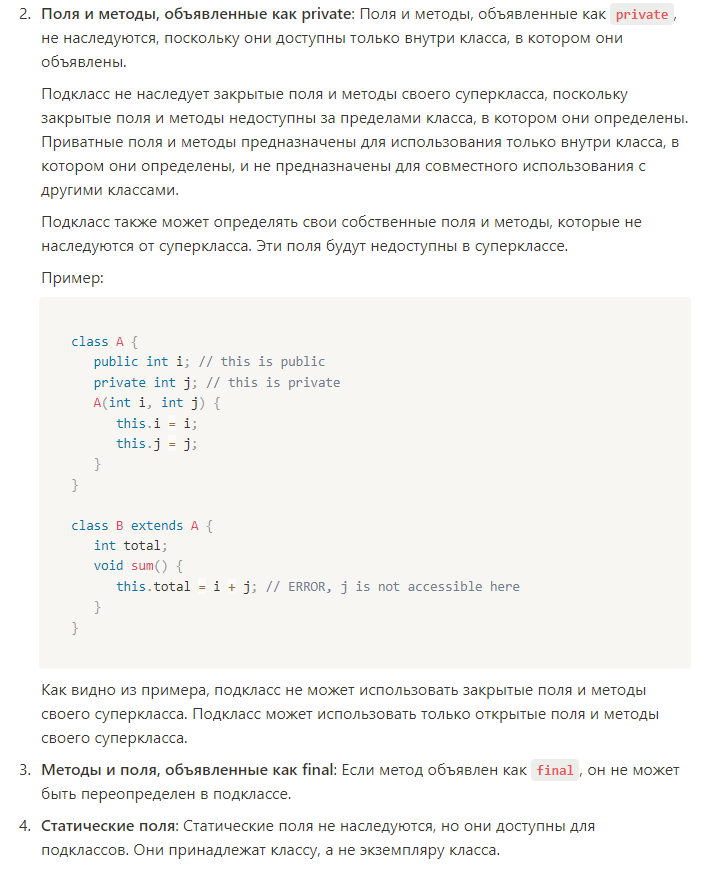 2. Поля и методы, объявленные как private: Поля и методы, объявленные как private,
не наследуются, поскольку они доступны только внутри класса, в котором они
объявлены.
Подкласс не наследует закрытые поля и методы своего суперкласса, поскольку
закрытые поля и методы недоступны за пределами класса, в котором они определены.
Приватные поля и методы предназначены для использования только внутри класса, в
котором они определены, и не предназначены для совместного использования с
другими классами.
Подкласс также может определять свои собственные поля и методы, которые не
наследуются от суперкласса. Эти поля будут недоступны в суперклассе.
Пример:
class A {
   public int i; // this is public
   private int j; // this is private
   A(int i, int j) {
      this.i = i;
      this.j = j;
   }
}
class B extends A {
   int total;
   void sum() {
      this.total = i + j; // ERROR, j is not accessible here
   }
}
Как видно из примера, подкласс не может использовать закрытые поля и методы
своего суперкласса. Подкласс может использовать только открытые поля и методы
своего суперкласса.
3. Методы и поля, объявленные как final: Если метод объявлен как final, он не может
быть переопределен в подклассе.
4. Статические поля: Статические поля не наследуются, но они доступны для
подклассов. Они принадлежат классу, а не экземпляру класса.